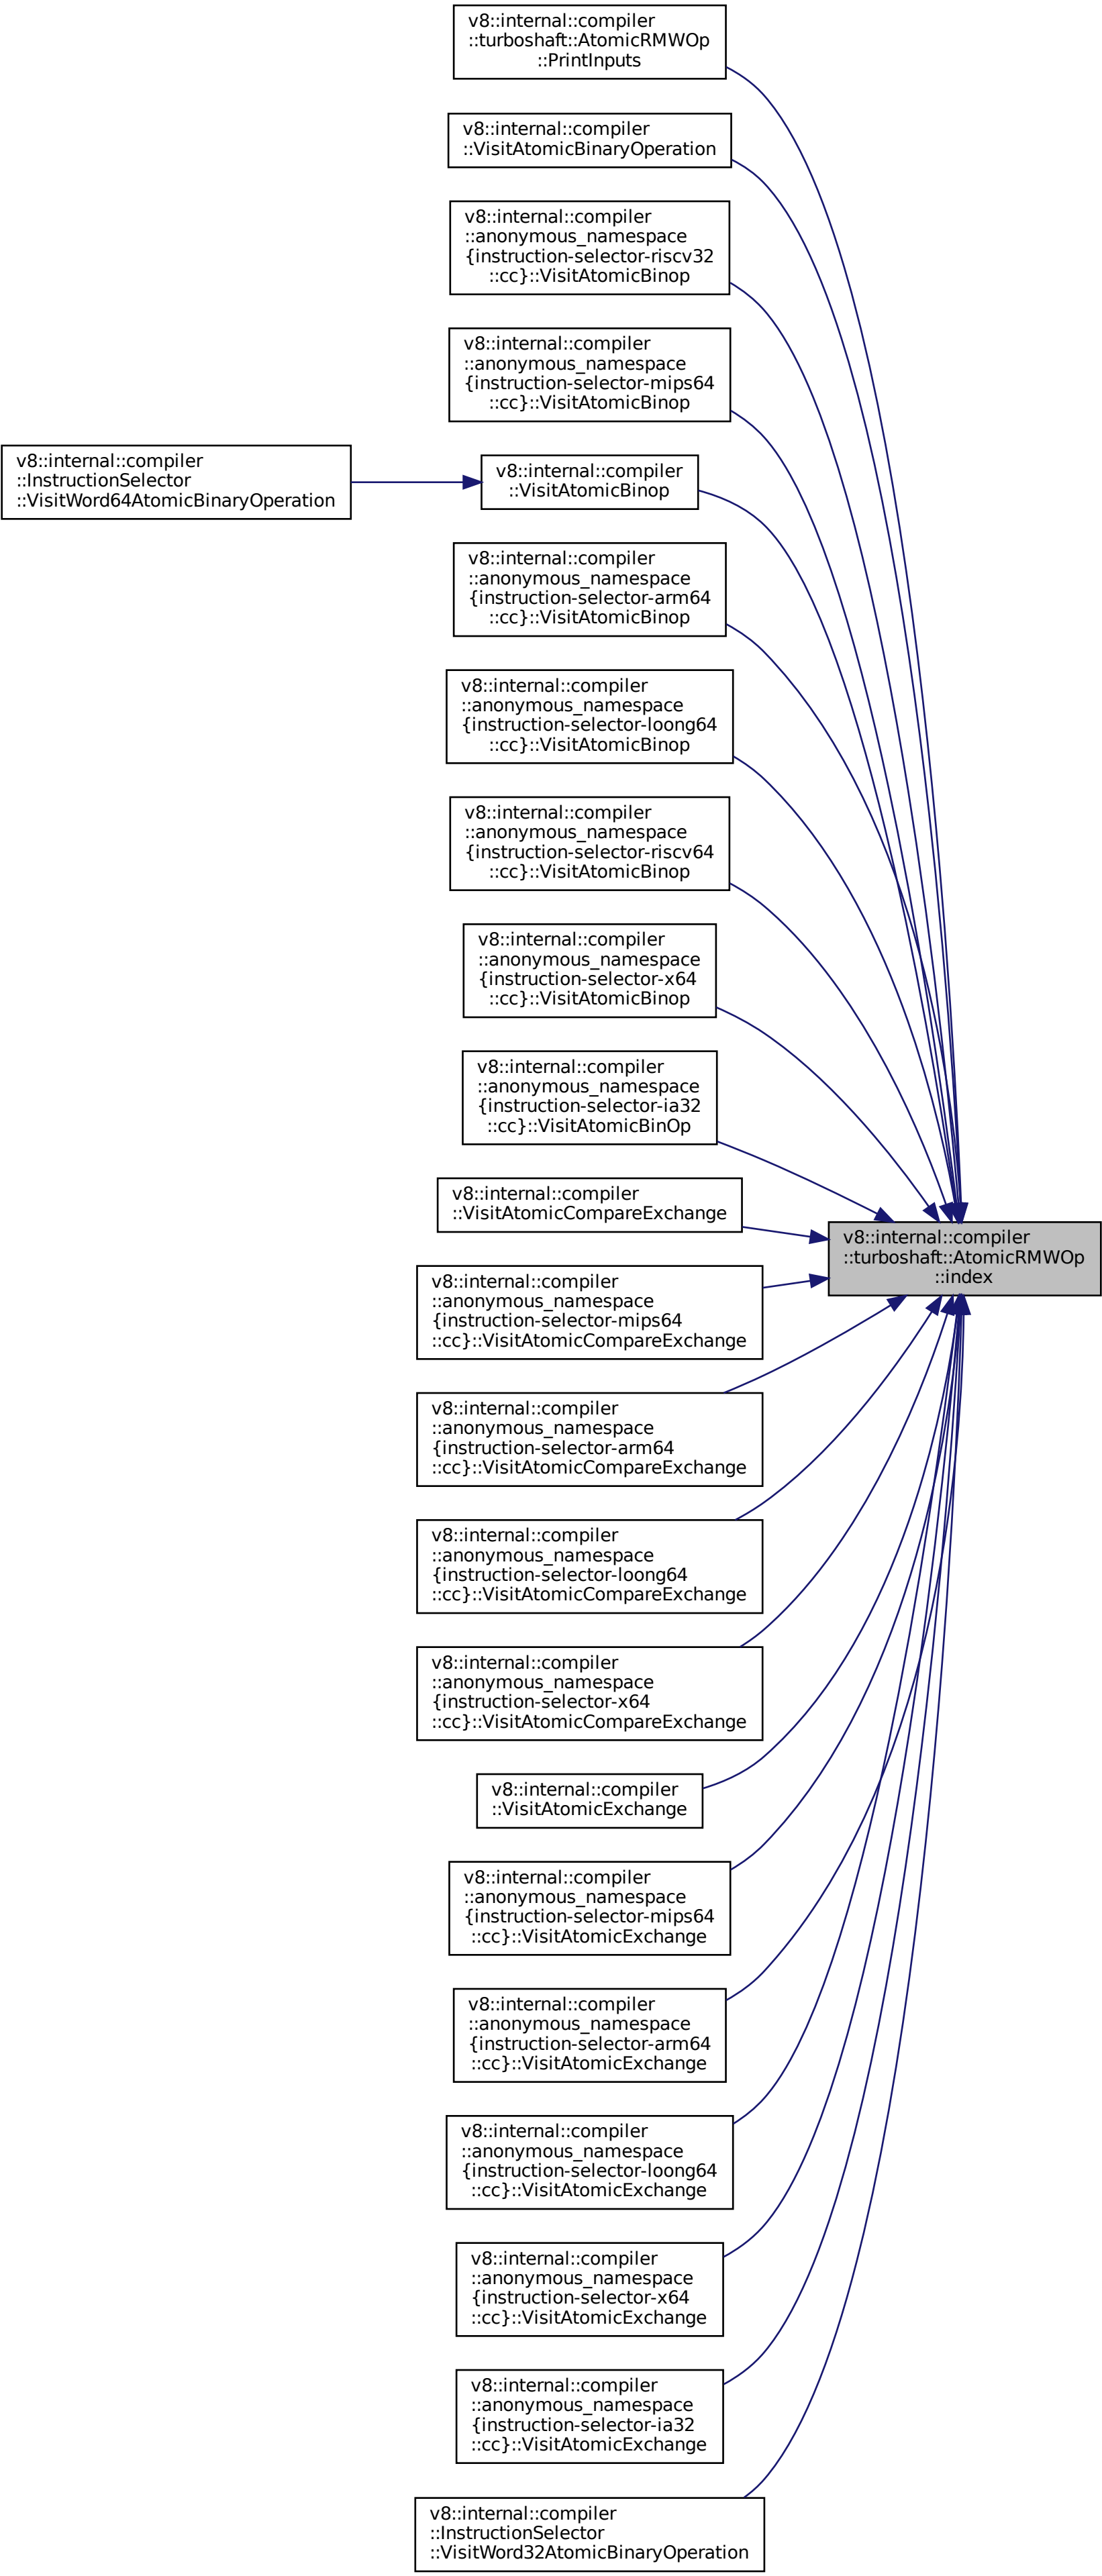 v8::internal::compiler
::turboshaft::AtomicRMWOp
::PrintInputs
v8::internal::compiler
::VisitAtomicBinaryOperation
v8::internal::compiler
::anonymous_namespace
{instruction-selector-riscv32
::cc}::VisitAtomicBinop
v8::internal::compiler
::anonymous_namespace
{instruction-selector-mips64
::cc}::VisitAtomicBinop
v8::internal::compiler
::InstructionSelector
::VisitWord64AtomicBinaryOperation
v8::internal::compiler
::VisitAtomicBinop
v8::internal::compiler
::anonymous_namespace
{instruction-selector-arm64
::cc}::VisitAtomicBinop
v8::internal::compiler
::anonymous_namespace
{instruction-selector-loong64
::cc}::VisitAtomicBinop
v8::internal::compiler
::anonymous_namespace
{instruction-selector-riscv64
::cc}::VisitAtomicBinop
v8::internal::compiler
::anonymous_namespace
{instruction-selector-x64
::cc}::VisitAtomicBinop
v8::internal::compiler
::anonymous_namespace
{instruction-selector-ia32
::cc}::VisitAtomicBinOp
v8::internal::compiler
::VisitAtomicCompareExchange
v8::internal::compiler
::turboshaft::AtomicRMWOp
::index
v8::internal::compiler
::anonymous_namespace
{instruction-selector-mips64
::cc}::VisitAtomicCompareExchange
v8::internal::compiler
::anonymous_namespace
{instruction-selector-arm64
::cc}::VisitAtomicCompareExchange
v8::internal::compiler
::anonymous_namespace
{instruction-selector-loong64
::cc}::VisitAtomicCompareExchange
v8::internal::compiler
::anonymous_namespace
{instruction-selector-x64
::cc}::VisitAtomicCompareExchange
v8::internal::compiler
::VisitAtomicExchange
v8::internal::compiler
::anonymous_namespace
{instruction-selector-mips64
::cc}::VisitAtomicExchange
v8::internal::compiler
::anonymous_namespace
{instruction-selector-arm64
::cc}::VisitAtomicExchange
v8::internal::compiler
::anonymous_namespace
{instruction-selector-loong64
::cc}::VisitAtomicExchange
v8::internal::compiler
::anonymous_namespace
{instruction-selector-x64
::cc}::VisitAtomicExchange
v8::internal::compiler
::anonymous_namespace
{instruction-selector-ia32
::cc}::VisitAtomicExchange
v8::internal::compiler
::InstructionSelector
::VisitWord32AtomicBinaryOperation